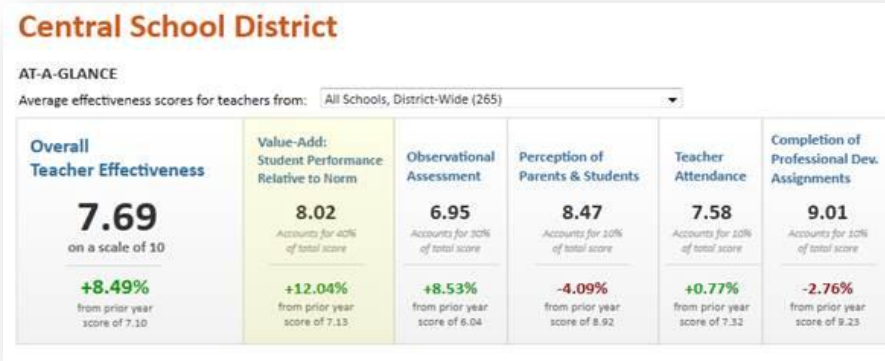 Central School District
AT-A-GLANCE
Average effectiveness scores for teachers from: All Schools, District-Wide (265)
Overall
Teacher Effectiveness
7.69
on a scale of 10
+8.49%
from prior year
score of 7.10
Value-Add:
Student Performance
Relative to Norm
8.02
Accounts for 40%
of total score
+12.04%
from prior year
score of 7.13
Observational
Assessment
6.95
Accounts for 30%
of total score
+8.53%
from prior year
score of 6.04
Perception of
Parents & Students
8.47
Accounts for 10%
of total score
-4.09%
from prior year
score of 8.92
Teacher
Attendance
7.58
Accounts for 10%
of total score
+0.77%
from prior year
score of 7.32
Completion of
Professional Dev.
Assignments
9.01
Accounts for 10%
of total score
-2.76%
from prior year
score of 9.23